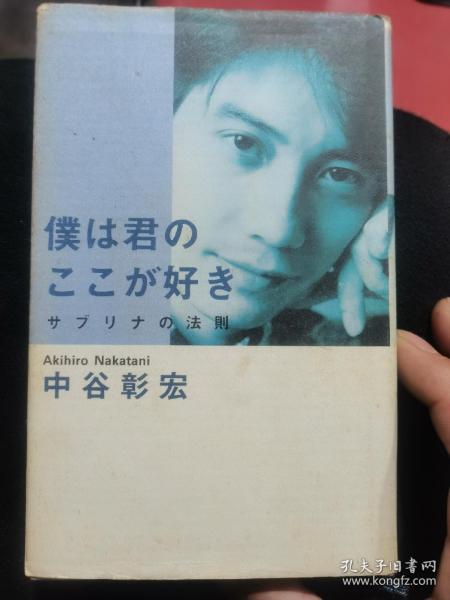 僕は君の
ここが好き
サブリナの法則
Akihiro Nakatani
中谷彰宏
孔夫子旧书网
www.kongfz.com